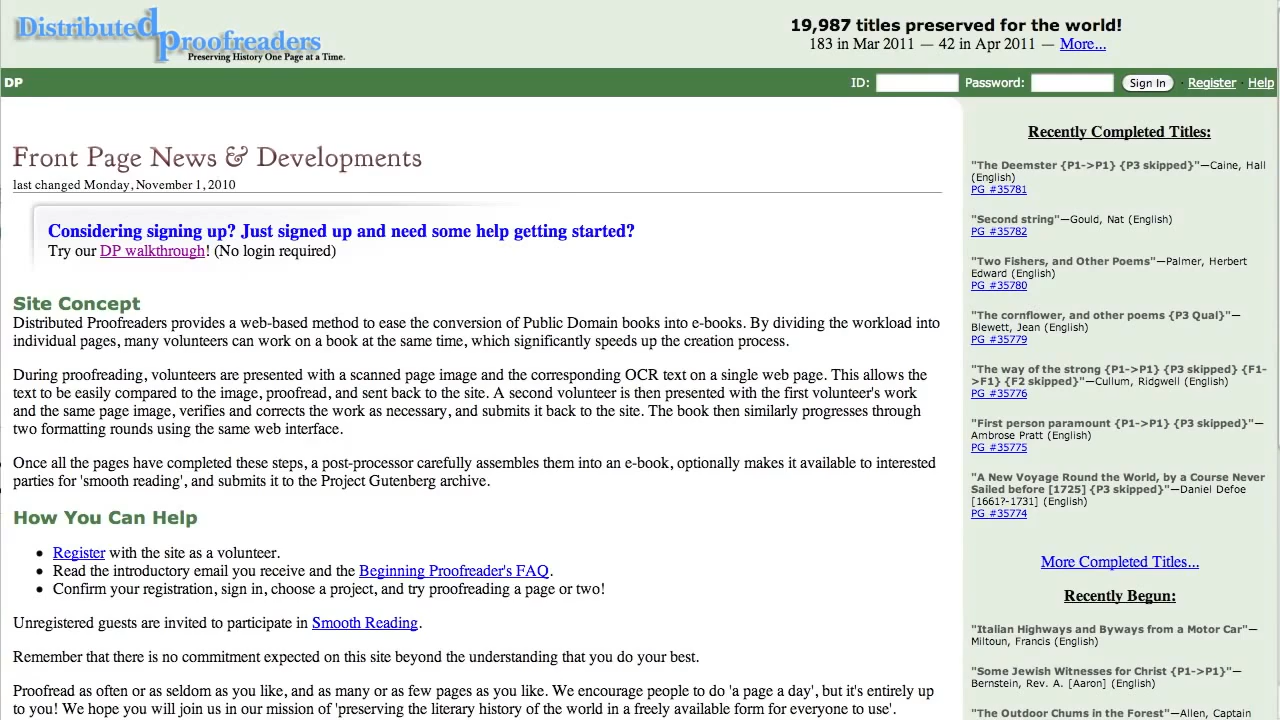 Distributed Proofreaders
Preserving History One Page at a Time.
19,987 titles preserved for the world!
183 in Mar 2011 — 42 in Apr 2011 — More...
DP
ID: Password: Sign In · Register · Help
Front Page News & Developments
last changed Monday, November 1, 2010
Considering signing up? Just signed up and need some help getting started?
Try our DP walkthrough! (No login required)
Site Concept
Distributed Proofreaders provides a web-based method to ease the conversion of Public Domain books into e-books. By dividing the workload into
individual pages, many volunteers can work on a book at the same time, which significantly speeds up the creation process.
During proofreading, volunteers are presented with a scanned page image and the corresponding OCR text on a single web page. This allows the
text to be easily compared to the image, proofread, and sent back to the site. A second volunteer is then presented with the first volunteer's work
and the same page image, verifies and corrects the work as necessary, and submits it back to the site. The book then similarly progresses through
two formatting rounds using the same web interface.
Once all the pages have completed these steps, a post-processor carefully assembles them into an e-book, optionally makes it available to interested
parties for 'smooth reading', and submits it to the Project Gutenberg archive.
How You Can Help
• Register with the site as a volunteer.
• Read the introductory email you receive and the Beginning Proofreader's FAQ.
• Confirm your registration, sign in, choose a project, and try proofreading a page or two!
Unregistered guests are invited to participate in Smooth Reading.
Remember that there is no commitment expected on this site beyond the understanding that you do your best.
Proofread as often or as seldom as you like, and as many or as few pages as you like. We encourage people to do 'a page a day', but it's entirely up
to you! We hope you will join us in our mission of 'preserving the literary history of the world in a freely available form for everyone to use'.
Recently Completed Titles:
"The Deemster {P1->P1} {P3 skipped}"—Caine, Hall
(English)
PG #35781
"Second string"—Gould, Nat (English)
PG #35782
"Two Fishers, and Other Poems"—Palmer, Herbert
Edward (English)
PG #35780
"The cornflower, and other poems {P3 Qual}"—
Blewett, Jean (English)
PG #35779
"The way of the strong {P1->P1} {P3 skipped} {F1-
>F1} {F2 skipped}"—Cullum, Ridgwell (English)
PG #35776
"First person paramount {P1->P1} {P3 skipped}"—
Ambrose Pratt (English)
PG #35775
"A New Voyage Round the World, by a Course Never
Sailed before [1725] {P3 skipped}"—Daniel Defoe
[1661?-1731] (English)
PG #35774
More Completed Titles...
Recently Begun:
"Italian Highways and Byways from a Motor Car"—
Miltoun, Francis (English)
"Some Jewish Witnesses for Christ {P1->P1}"—
Bernstein, Rev. A. [Aaron] (English)
"The Outdoor Chums in the Forest"—Allen, Captain